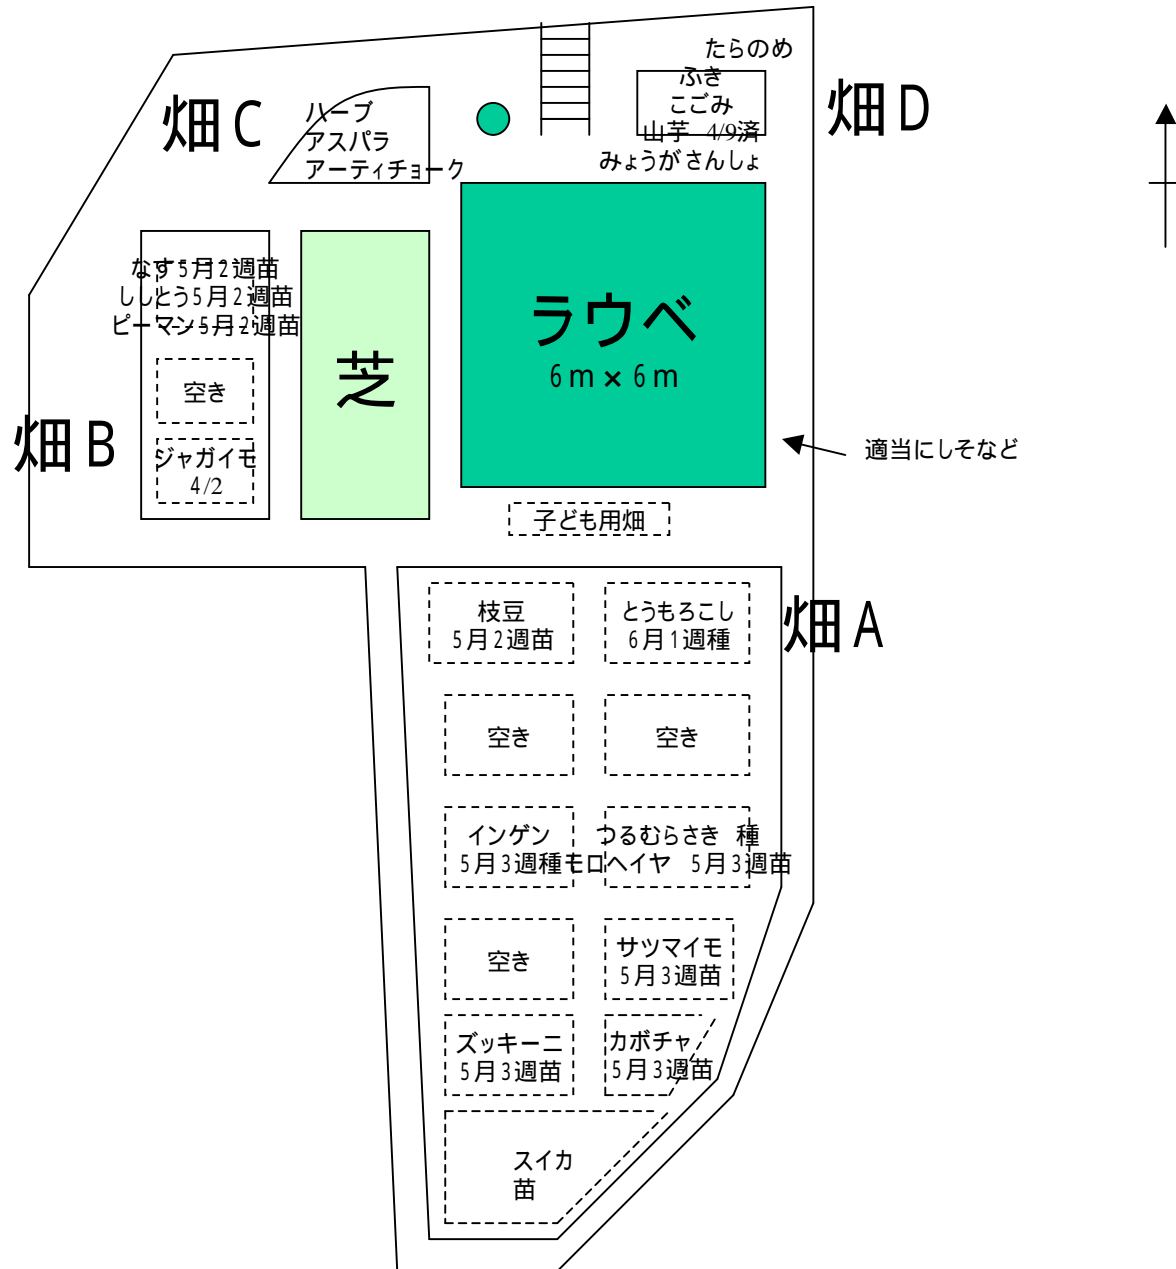 たらのめ
ふき
こごみ
山芋 4/9済
みょうが さんしょ
畑D
畑C
ハーブ
アスパラ
アーティチョーク
なす5月2週苗
ししとう5月2週苗
ピーマン5月2週苗
空き
ジャガイモ
4/2
畑B
芝
ラウベ
6m×6m
適当にしそなど
子ども用畑
畑A
枝豆
5月2週苗
とうもろこし
6月1週種
空き
空き
インゲン
5月3週種
つるむらさき 種
モロヘイヤ 5月3週苗
空き
サツマイモ
5月3週苗
ズッキーニ
5月3週苗
カボチャ
5月3週苗
スイカ
苗